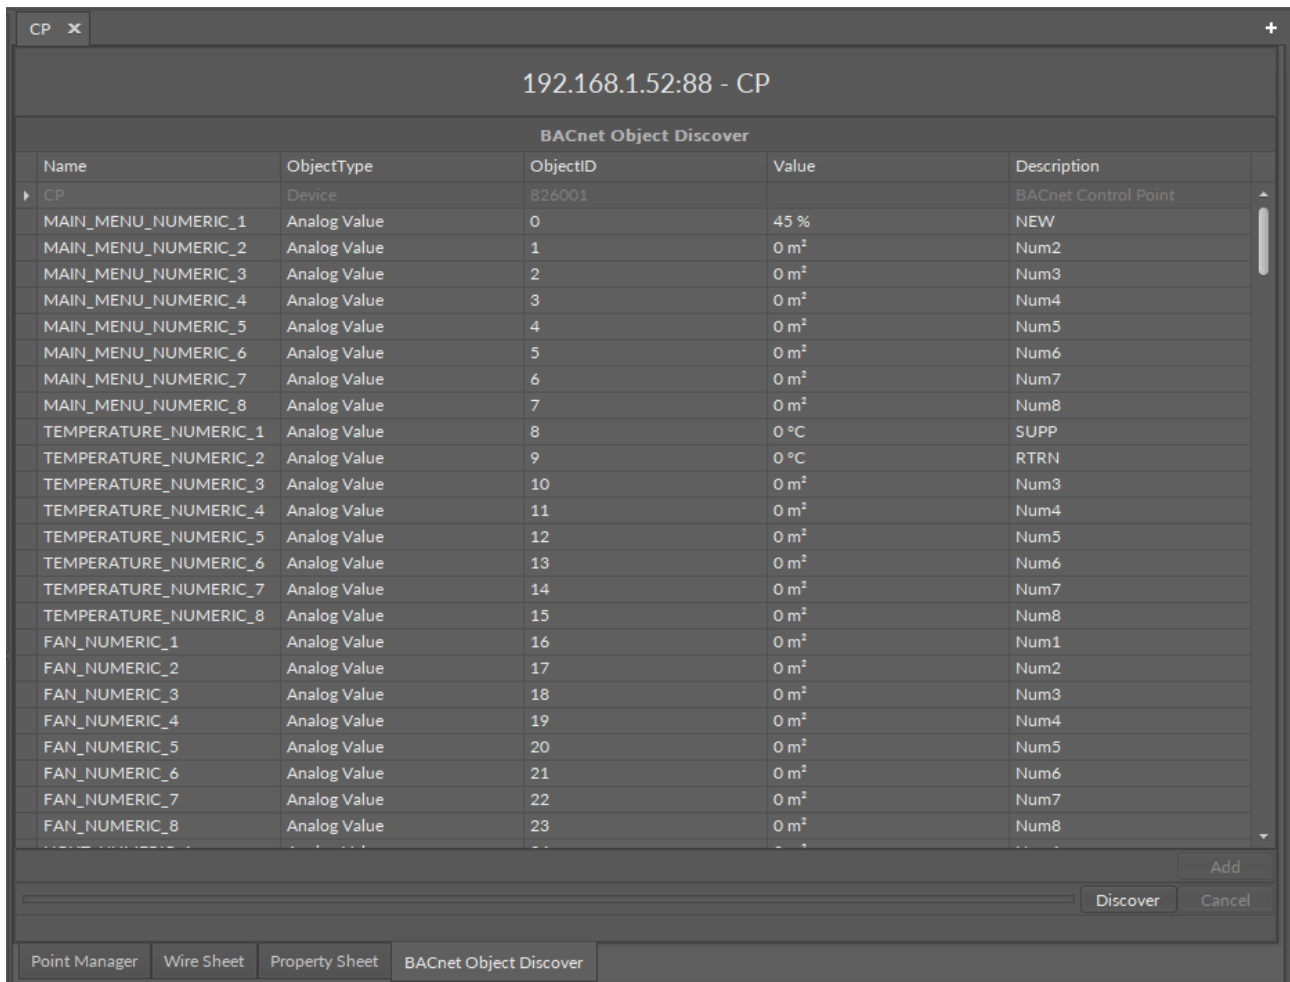 CP x +
192.168.1.52:88 - CP
BACnet Object Discover
Name ObjectType ObjectID Value Description
CP Device 826001 BACnet Control Point
MAIN_MENU_NUMERIC_1 Analog Value 0 45 % NEW
MAIN_MENU_NUMERIC_2 Analog Value 1 0 m² Num2
MAIN_MENU_NUMERIC_3 Analog Value 2 0 m² Num3
MAIN_MENU_NUMERIC_4 Analog Value 3 0 m² Num4
MAIN_MENU_NUMERIC_5 Analog Value 4 0 m² Num5
MAIN_MENU_NUMERIC_6 Analog Value 5 0 m² Num6
MAIN_MENU_NUMERIC_7 Analog Value 6 0 m² Num7
MAIN_MENU_NUMERIC_8 Analog Value 7 0 m² Num8
TEMPERATURE_NUMERIC_1 Analog Value 8 0 °C SUPP
TEMPERATURE_NUMERIC_2 Analog Value 9 0 °C RTRN
TEMPERATURE_NUMERIC_3 Analog Value 10 0 m² Num3
TEMPERATURE_NUMERIC_4 Analog Value 11 0 m² Num4
TEMPERATURE_NUMERIC_5 Analog Value 12 0 m² Num5
TEMPERATURE_NUMERIC_6 Analog Value 13 0 m² Num6
TEMPERATURE_NUMERIC_7 Analog Value 14 0 m² Num7
TEMPERATURE_NUMERIC_8 Analog Value 15 0 m² Num8
FAN_NUMERIC_1 Analog Value 16 0 m² Num1
FAN_NUMERIC_2 Analog Value 17 0 m² Num2
FAN_NUMERIC_3 Analog Value 18 0 m² Num3
FAN_NUMERIC_4 Analog Value 19 0 m² Num4
FAN_NUMERIC_5 Analog Value 20 0 m² Num5
FAN_NUMERIC_6 Analog Value 21 0 m² Num6
FAN_NUMERIC_7 Analog Value 22 0 m² Num7
FAN_NUMERIC_8 Analog Value 23 0 m² Num8
Add
Discover Cancel
Point Manager Wire Sheet Property Sheet BACnet Object Discover